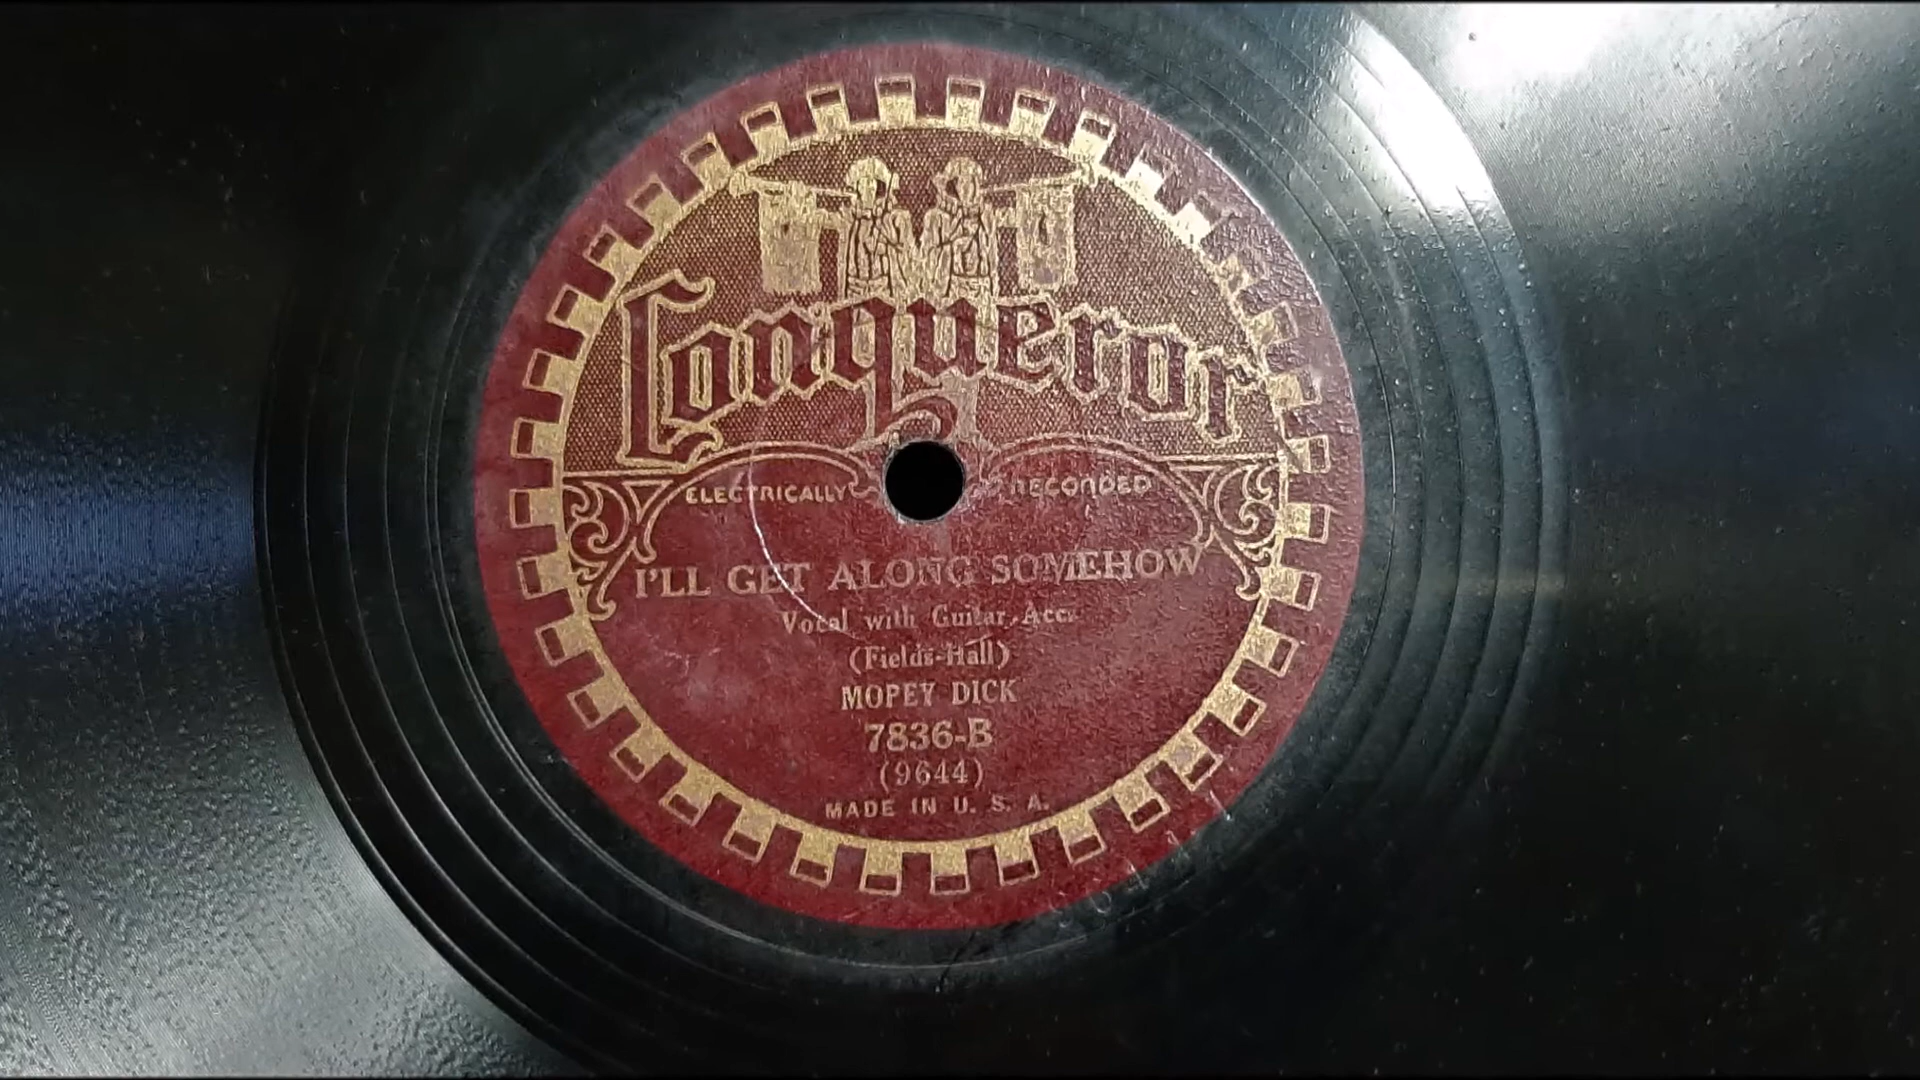 Conqueror
ELECTRICALLY RECORDED
I'LL GET ALONG SOMEHOW
Vocal with Guitar Acc.
(Fields-Hall)
MOPEY DICK
7836-B
(9644)
MADE IN U. S. A.